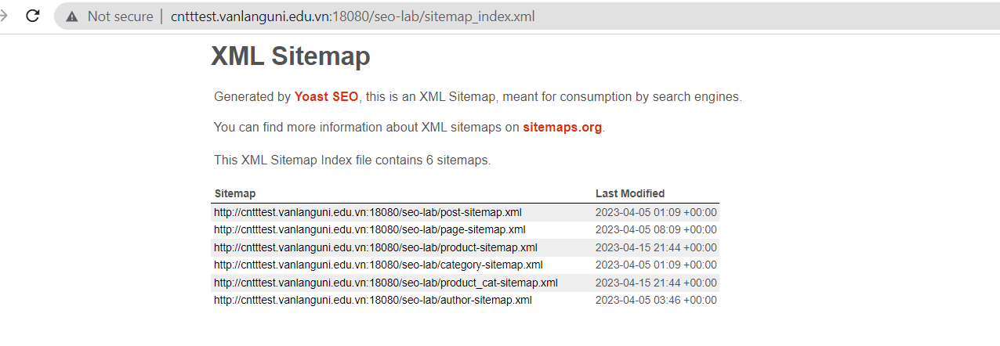 Not secure | cntttest.vanlanguni.edu.vn:18080/seo-lab/sitemap_index.xml
XML Sitemap
Generated by Yoast SEO, this is an XML Sitemap, meant for consumption by search engines.
You can find more information about XML sitemaps on sitemaps.org.
This XML Sitemap Index file contains 6 sitemaps.
Sitemap Last Modified
http://cntttest.vanlanguni.edu.vn:18080/seo-lab/post-sitemap.xml 2023-04-05 01:09 +00:00
http://cntttest.vanlanguni.edu.vn:18080/seo-lab/page-sitemap.xml 2023-04-05 08:09 +00:00
http://cntttest.vanlanguni.edu.vn:18080/seo-lab/product-sitemap.xml 2023-04-15 21:44 +00:00
http://cntttest.vanlanguni.edu.vn:18080/seo-lab/category-sitemap.xml 2023-04-05 01:09 +00:00
http://cntttest.vanlanguni.edu.vn:18080/seo-lab/product_cat-sitemap.xml 2023-04-15 21:44 +00:00
http://cntttest.vanlanguni.edu.vn:18080/seo-lab/author-sitemap.xml 2023-04-05 03:46 +00:00